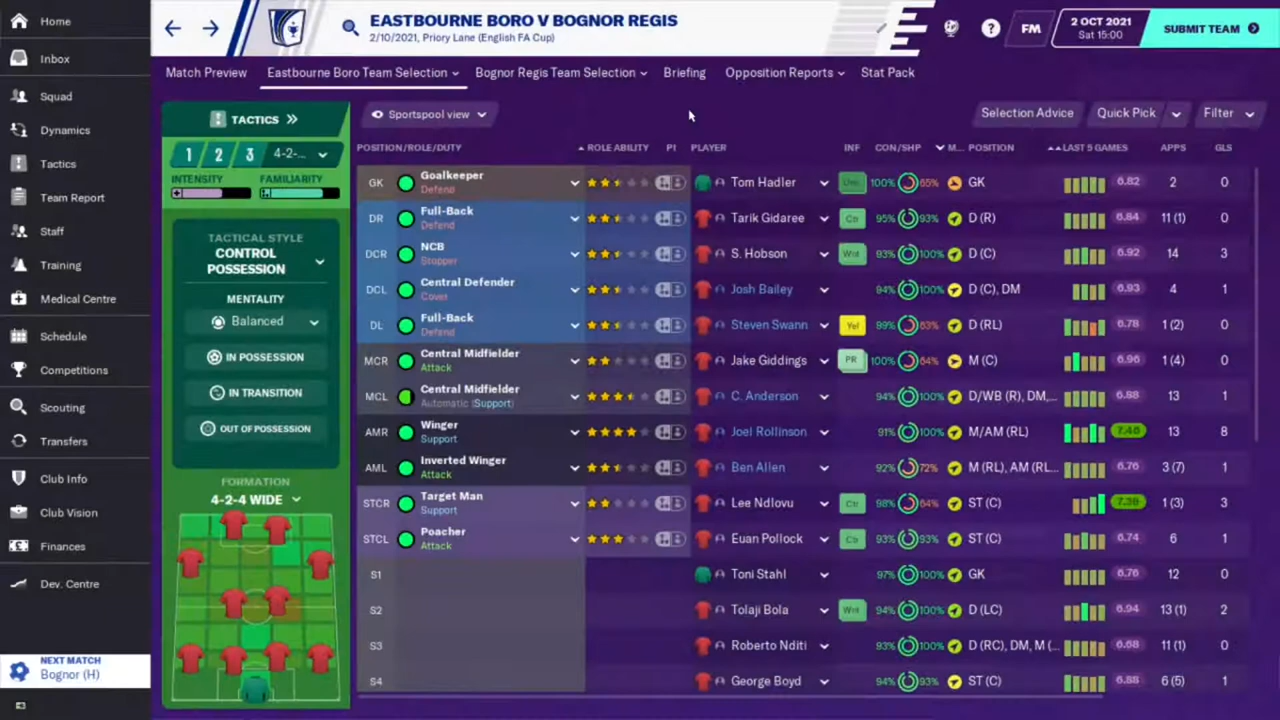 Home
Inbox
Squad
Dynamics
Tactics
Team Report
Staff
Training
Medical Centre
Schedule
Competitions
Scouting
Transfers
Club Info
Club Vision
Finances
Dev. Centre
NEXT MATCH
Bognor (H)
EASTBOURNE BORO V BOGNOR REGIS
2/10/2021, Priory Lane (English FA Cup)
?
FM
2 OCT 2021
Sat 15:00
SUBMIT TEAM
Match Preview
Eastbourne Boro Team Selection
Bognor Regis Team Selection
Briefing
Opposition Reports
Stat Pack
TACTICS
1 2 3 4-2-...
INTENSITY FAMILIARITY
TACTICAL STYLE
CONTROL
POSSESSION
MENTALITY
Balanced
IN POSSESSION
IN TRANSITION
OUT OF POSSESSION
FORMATION
4-2-4 WIDE
Sportspool view
Selection Advice Quick Pick Filter
POSITION/ROLE/DUTY ROLE ABILITY PI PLAYER INF CON/SHP M... POSITION LAST 5 GAMES APPS GLS
GK Goalkeeper Tom Hadler 100% 65% GK 6.82 2 0
Defend
DR Full-Back Tarik Gidaree Ctr 95% 93% D (R) 6.84 11 (1) 0
Defend
DCR NCB S. Hobson Wnt 93% 100% D (C) 6.92 14 3
Stopper
DCL Central Defender Josh Bailey 94% 100% D (C), DM 6.93 4 1
Cover
DL Full-Back Steven Swann Yel 99% 63% D (RL) 6.78 1 (2) 0
Defend
MCR Central Midfielder Jake Giddings PR 100% 64% M (C) 6.96 1 (4) 0
Attack
MCL Central Midfielder C. Anderson 94% 100% D/WB (R), DM,... 6.88 13 1
Automatic (Support)
AMR Winger Joel Rollinson 91% 100% M/AM (RL) 7.46 13 8
Support
AML Inverted Winger Ben Allen 92% 72% M (RL), AM (RL... 6.76 3 (7) 1
Attack
STCR Target Man Lee Ndlovu Ctr 98% 64% ST (C) 7.36 1 (3) 3
Support
STCL Poacher Euan Pollock Ctr 93% 93% ST (C) 6.74 6 1
Attack
S1 Toni Stahl 97% 100% GK 6.76 12 0
S2 Tolaji Bola Wnt 94% 100% D (LC) 6.94 13 (1) 2
S3 Roberto Nditi 93% 100% D (RC), DM, M (... 6.68 11 (1) 0
S4 George Boyd 94% 93% ST (C) 6.88 6 (5) 1